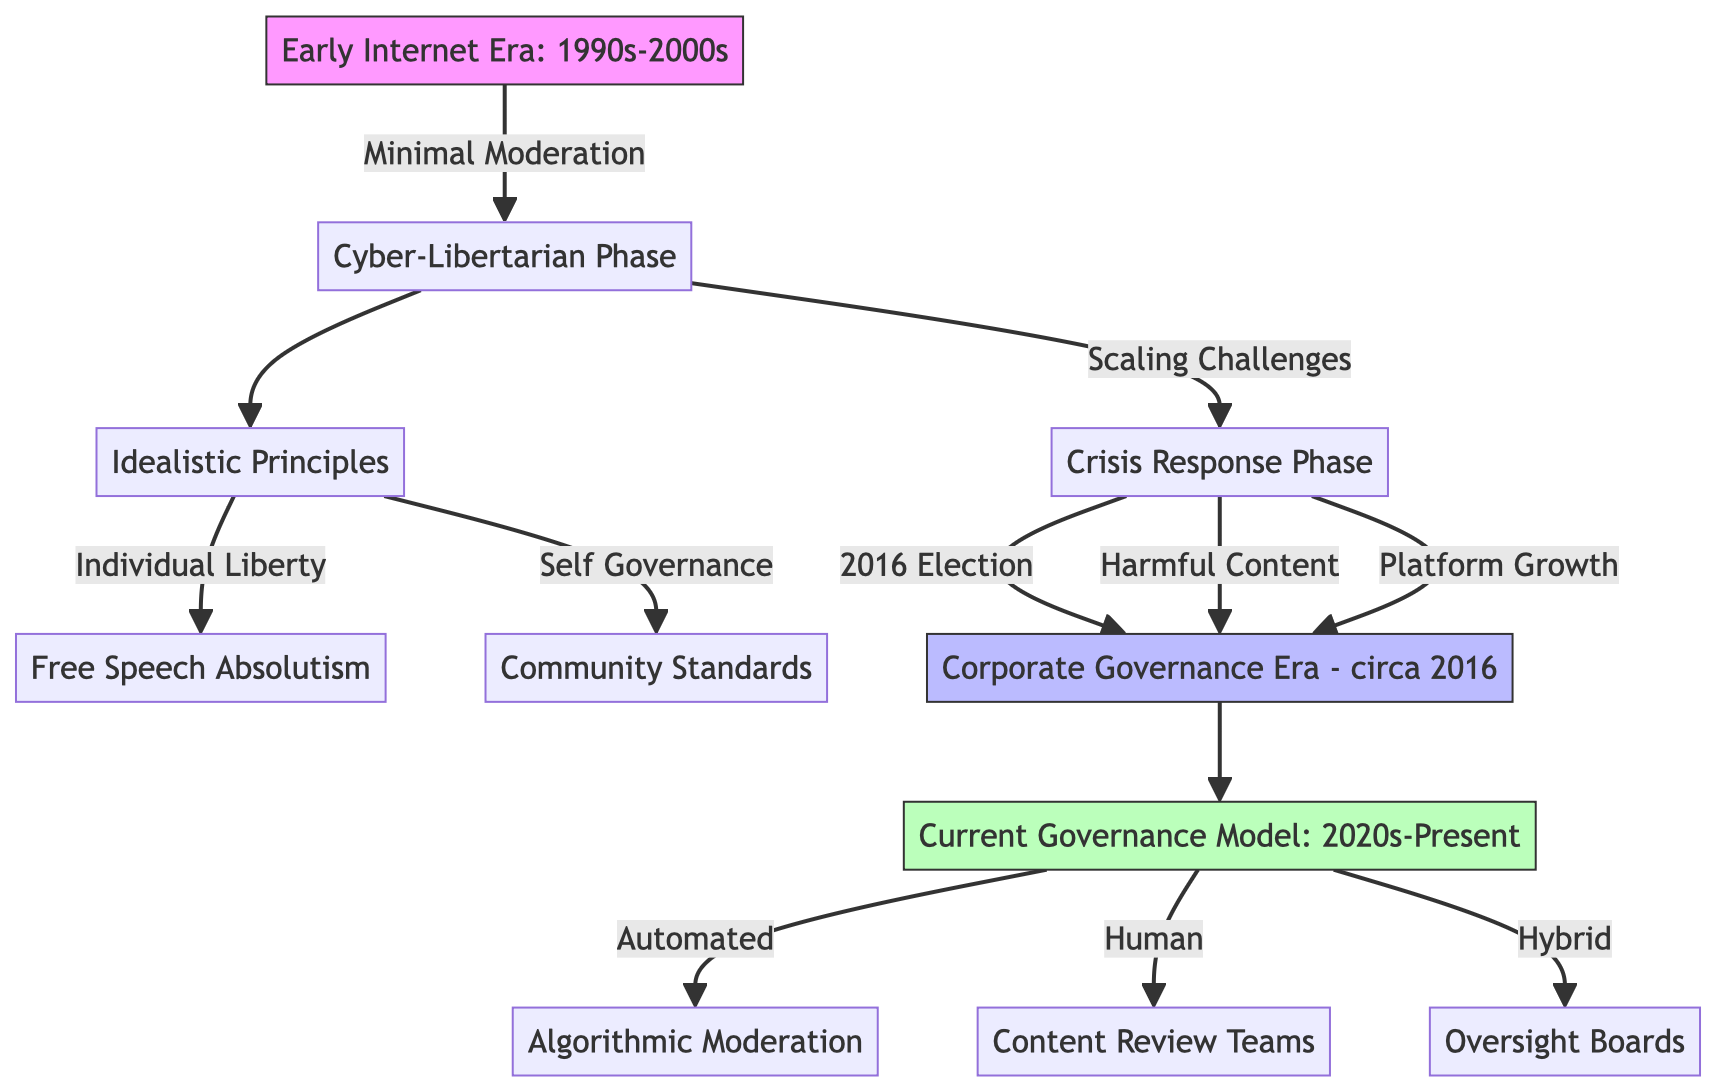 Early Internet Era: 1990s-2000s
Minimal Moderation
Cyber-Libertarian Phase
Scaling Challenges
Idealistic Principles
Crisis Response Phase
Individual Liberty
Self Governance
2016 Election
Harmful Content
Platform Growth
Free Speech Absolutism
Community Standards
Corporate Governance Era - circa 2016
Current Governance Model: 2020s-Present
Automated
Human
Hybrid
Algorithmic Moderation
Content Review Teams
Oversight Boards